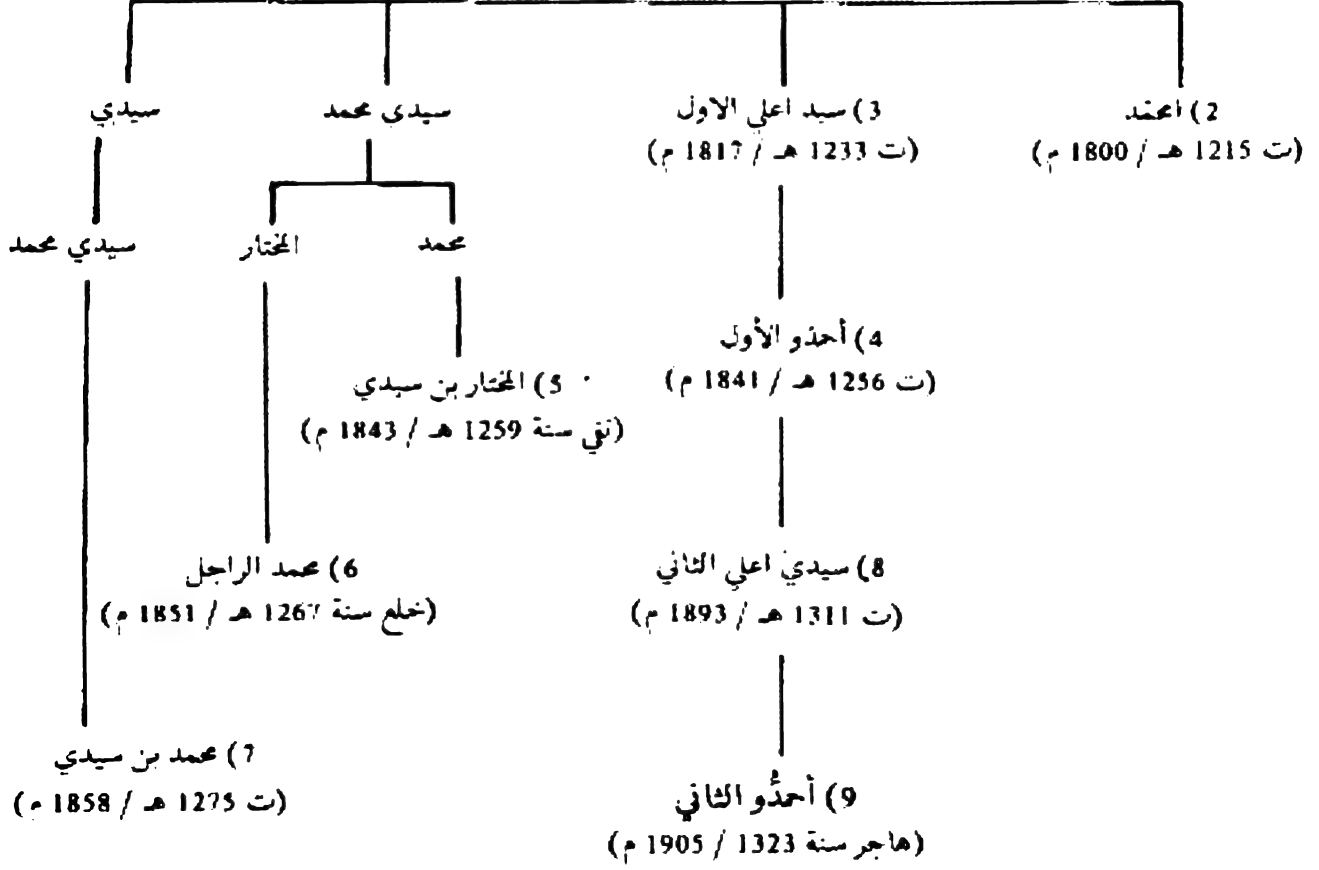 2) امحمّد
(ت 1215 هـ / 1800 م)
3) سيد اعلي الاول
(ت 1233 هـ / 1817 م)
سيدي محمد
سيدي
محمد
المختار
سيدي محمد
4) أحمدو الأول
(ت 1256 هـ / 1841 م)
5) المختار بن سيدي
(نفي سنة 1259 هـ / 1843 م)
8) سيدي اعلي الثاني
(ت 1311 هـ / 1893 م)
6) محمد الراجل
(خلع سنة 1267 هـ / 1851 م)
7) محمد بن سيدي
(ت 1275 هـ / 1858 م)
9) أحمدُّو الثاني
(هاجر سنة 1323 / 1905 م)